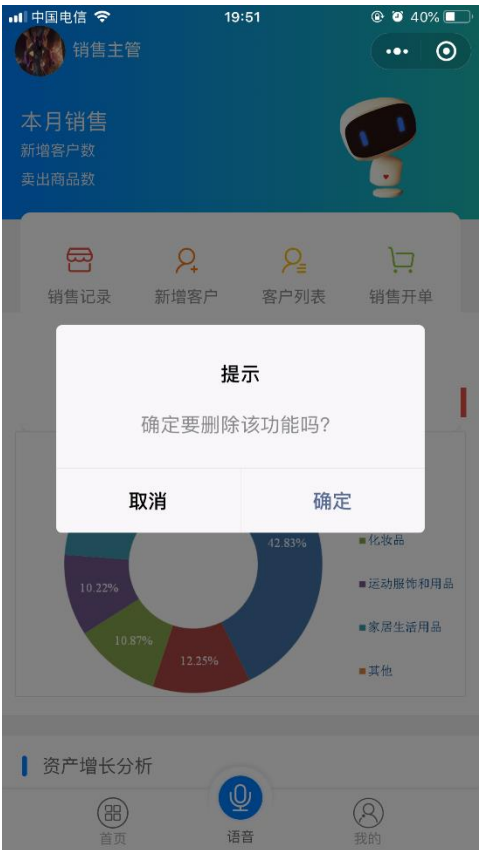 中国电信 19:51 40%
销售主管
本月销售
新增客户数
卖出商品数
销售记录 新增客户 客户列表 销售开单
提示
确定要删除该功能吗?
取消 确定
42.83%
化妆品
10.22%
运动服饰和用品
10.87%
家居生活用品
12.25%
其他
资产增长分析
首页 语音 我的